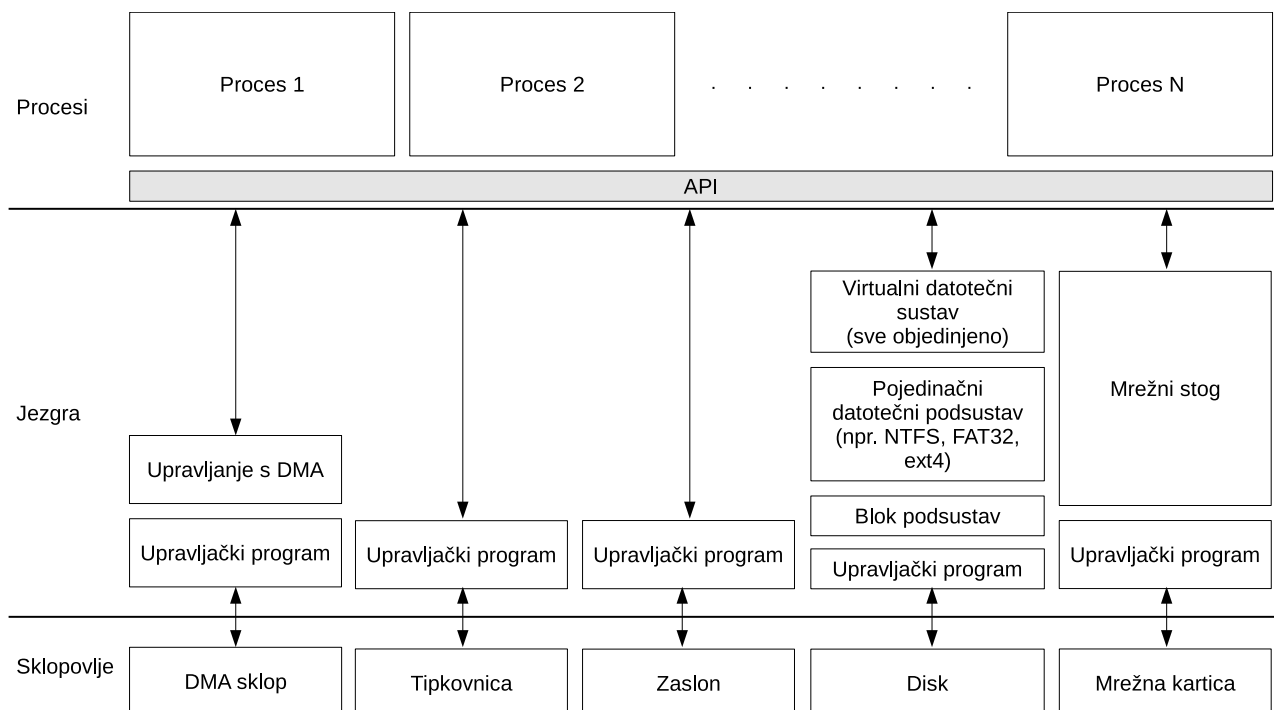 Procesi
Proces 1
Proces 2
. . . . . . . .
Proces N
API
Jezgra
Upravljanje s DMA
Upravljački program
Upravljački program
Upravljački program
Virtualni datotečni
sustav
(sve objedinjeno)
Pojedinačni
datotečni podsustav
(npr. NTFS, FAT32,
ext4)
Blok podsustav
Upravljački program
Mrežni stog
Upravljački program
Sklopovlje
DMA sklop
Tipkovnica
Zaslon
Disk
Mrežna kartica